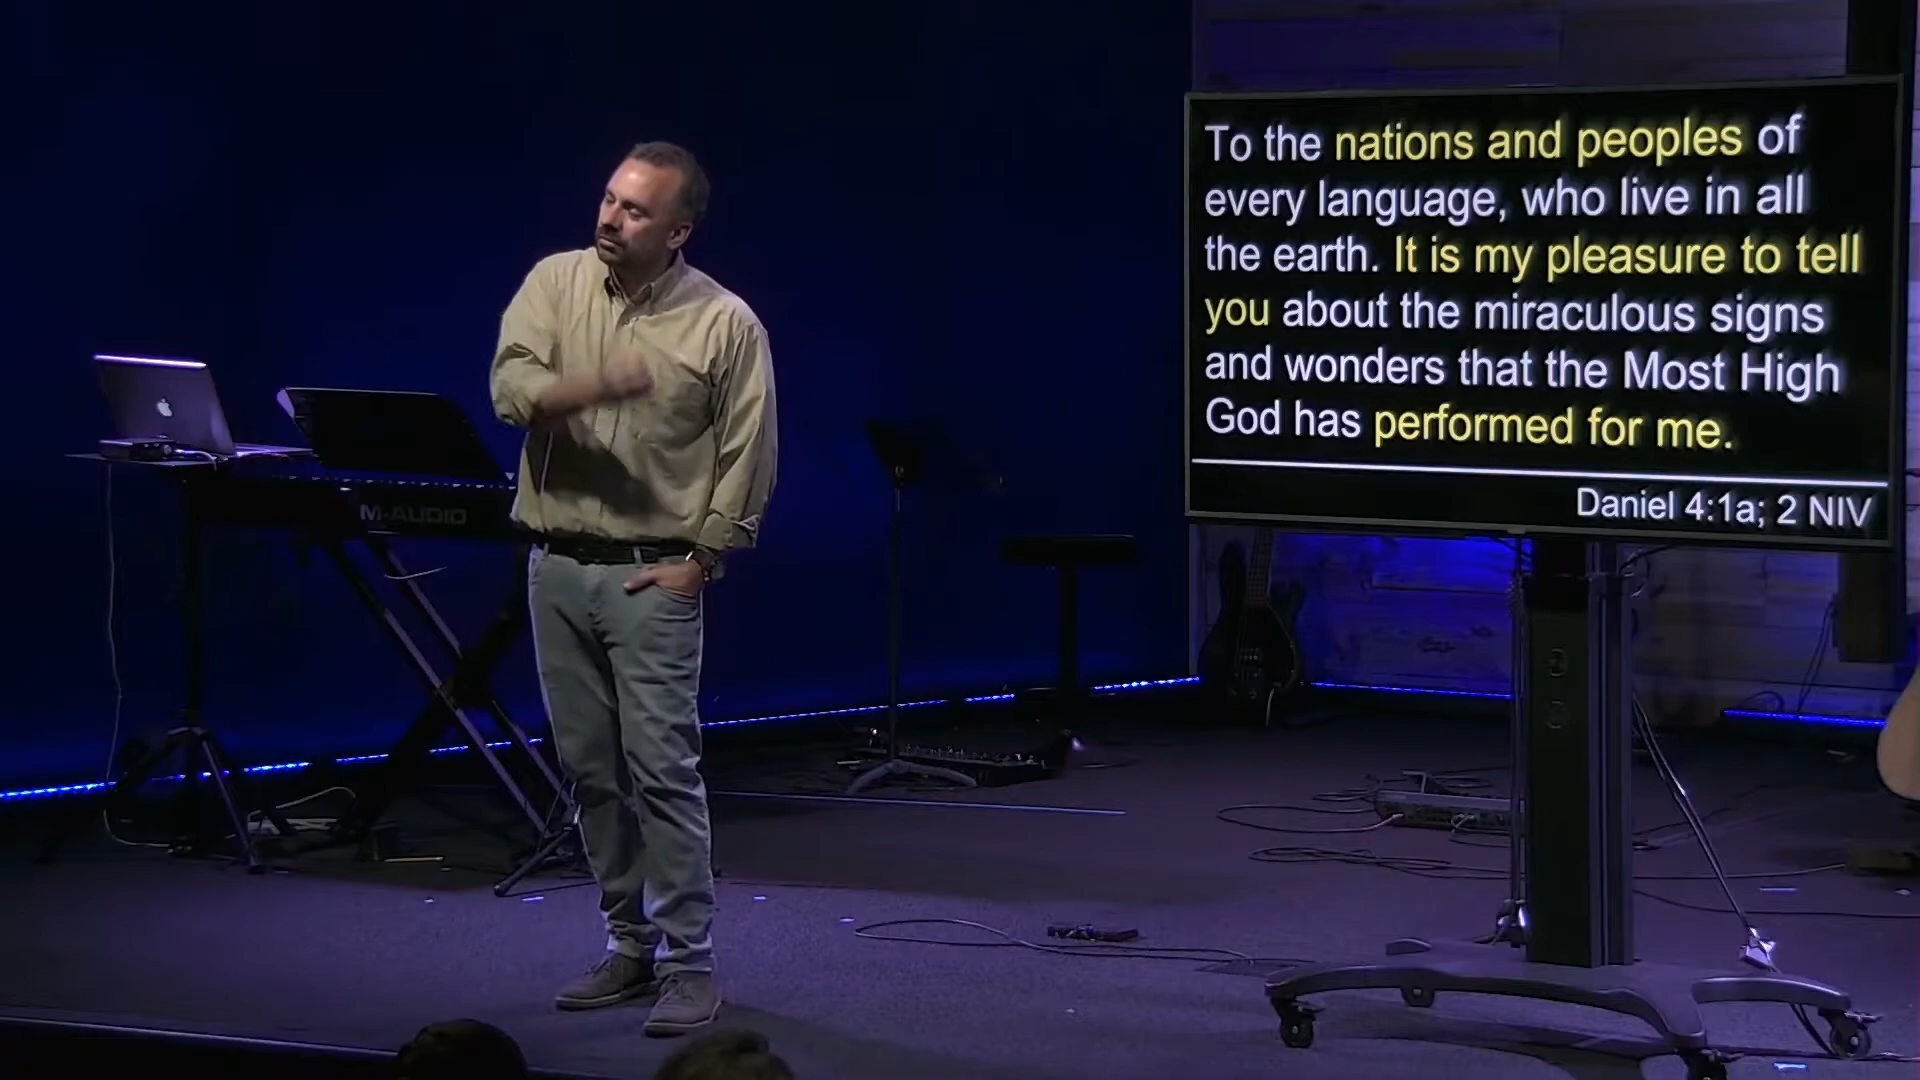 To the nations and peoples of
every language, who live in all
the earth. It is my pleasure to tell
you about the miraculous signs
and wonders that the Most High
God has performed for me.
Daniel 4:1a; 2 NIV
M-AUDIO